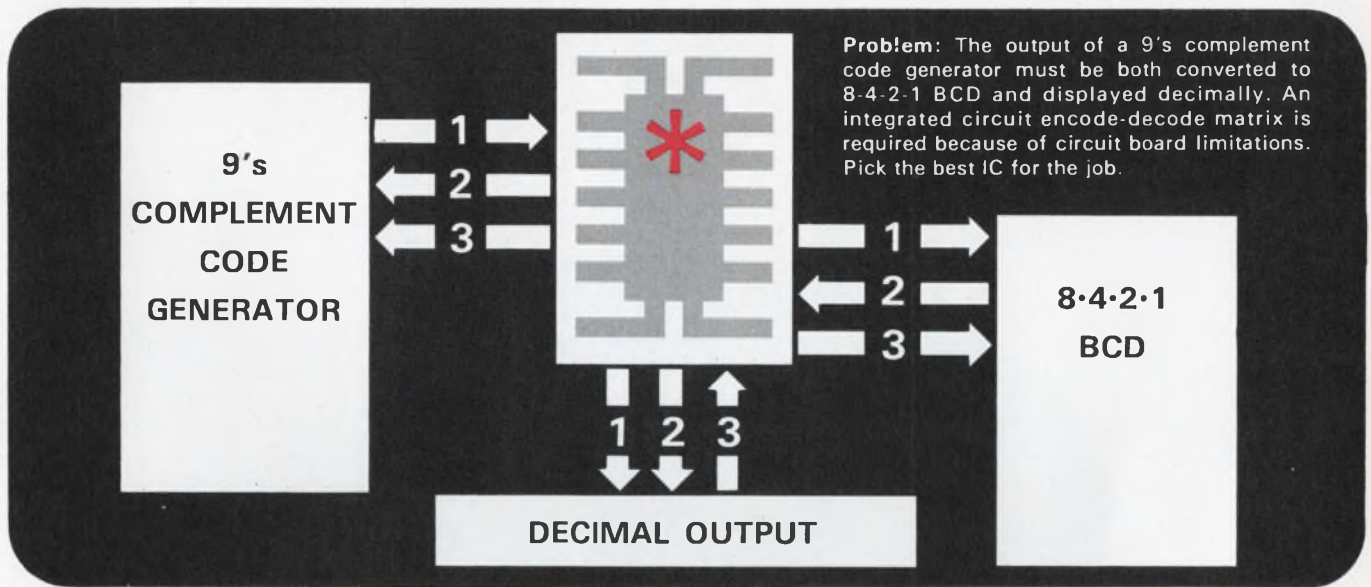 Problem: The output of a 9's complement
code generator must be both converted to
8-4-2-1 BCD and displayed decimally. An
integrated circuit encode-decode matrix is
required because of circuit board limitations.
Pick the best IC for the job.
9's
COMPLEMENT
CODE
GENERATOR
1
2
3
*
1
2
3
8·4·2·1
BCD
1 2 3
DECIMAL OUTPUT